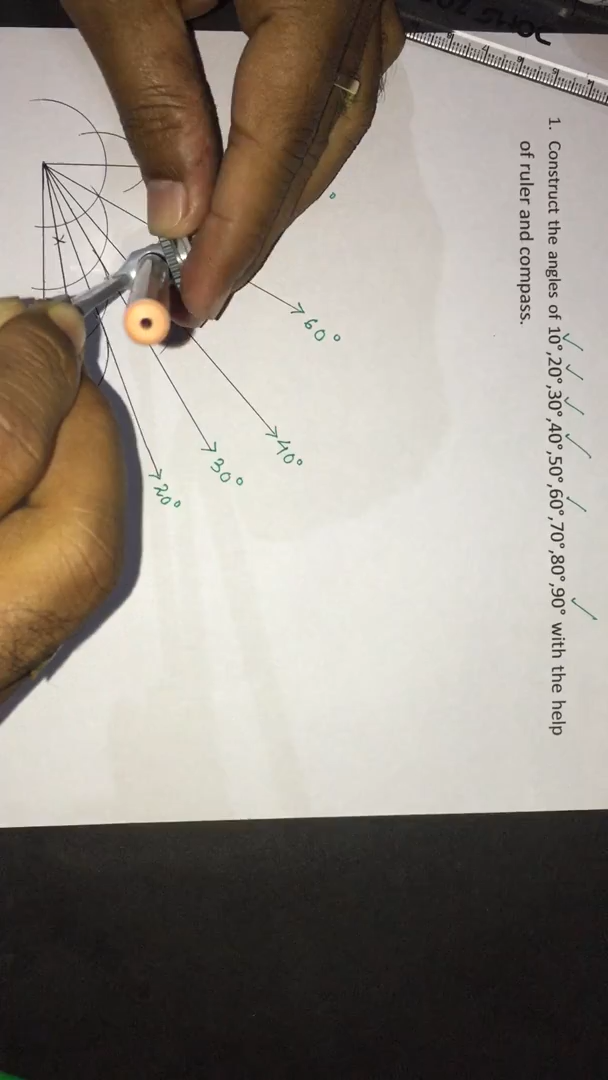 1. Construct the angles of 10°,20°,30°,40°,50°,60°,70°,80°,90° with the help
of ruler and compass.
60°
40°
30°
20°